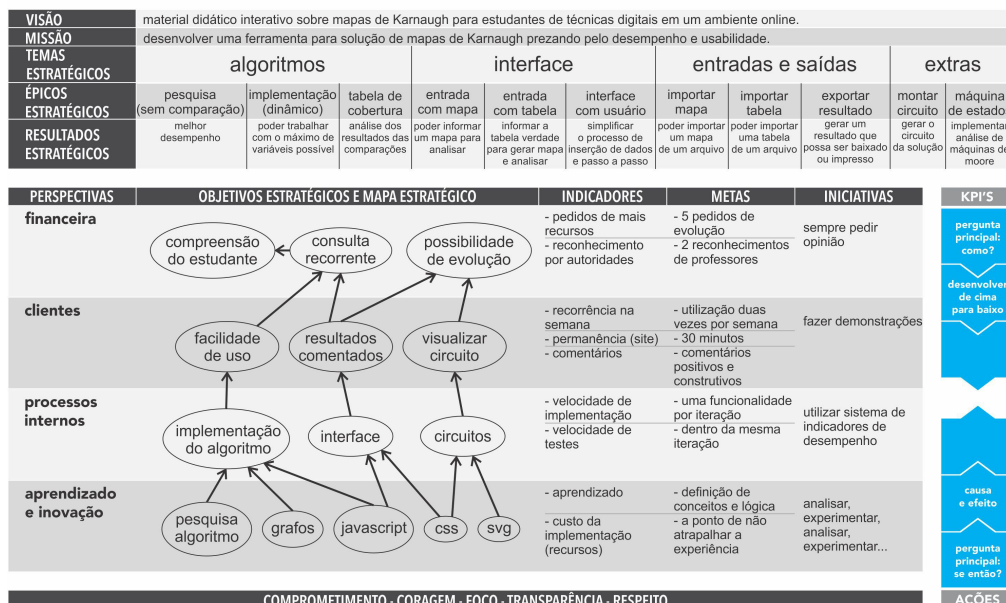 VISÃO
material didático interativo sobre mapas de Karnaugh para estudantes de técnicas digitais em um ambiente online.
MISSÃO
desenvolver uma ferramenta para solução de mapas de Karnaugh prezando pelo desempenho e usabilidade.
TEMAS
ESTRATÉGICOS
algoritmos
interface
entradas e saídas
extras
ÉPICOS
ESTRATÉGICOS
pesquisa
(sem comparação)
implementação
(dinâmico)
tabela de
cobertura
entrada
com mapa
entrada
com tabela
interface
com usuário
importar
mapa
importar
tabela
exportar
resultado
montar
circuito
máquina
de estado
RESULTADOS
ESTRATÉGICOS
melhor
desempenho
poder trabalhar
com o máximo de
variáveis possível
análise dos
resultado das
comparações
poder informar
um mapa para
analisar
informar a
tabela verdade
para gerar mapa
e analisar
simplificar
o processo de
inserção de dados
e passo a passo
poder importar
um mapa
de um arquivo
poder importar
uma tabela
de um arquivo
gerar um
resultado que
possa ser baixado
ou impresso
gerar o
circuito
da solução
implementar
análise de
máquinas de
moore
PERSPECTIVAS
OBJETIVOS ESTRATÉGICOS E MAPA ESTRATÉGICO
INDICADORES
METAS
INICIATIVAS
KPI'S
financeira
compreensão
do estudante
consulta
recorrente
possibilidade
de evolução
- pedidos de mais
recursos
- reconhecimento
por autoridades
- 5 pedidos de
evolução
- 2 reconhecimentos
de professores
sempre pedir
opinião
pergunta
principal:
como?
desenvolver
de cima
para baixo
clientes
facilidade
de uso
resultados
comentados
visualizar
circuito
- recorrência na
semana
- permanência (site)
- comentários
- utilização duas
vezes por semana
- 30 minutos
- comentários
positivos e
construtivos
fazer demonstrações
processos
internos
implementação
do algoritmo
interface
circuitos
- velocidade de
implementação
- velocidade de
testes
- uma funcionalidade
por iteração
- dentro da mesma
iteração
utilizar sistema de
indicadores de
desempenho
aprendizado
e inovação
pesquisa
algoritmo
grafos
javascript
css
svg
- aprendizado
- custo da
implementação
(recursos)
- definição de
conceitos e lógica
- a ponto de não
atrapalhar a
experiência
analisar,
experimentar,
analisar,
experimentar...
causa
e efeito
pergunta
principal:
se então?
COMPROMETIMENTO - CORAGEM - FOCO - TRANSPARÊNCIA - RESPEITO
AÇÕES